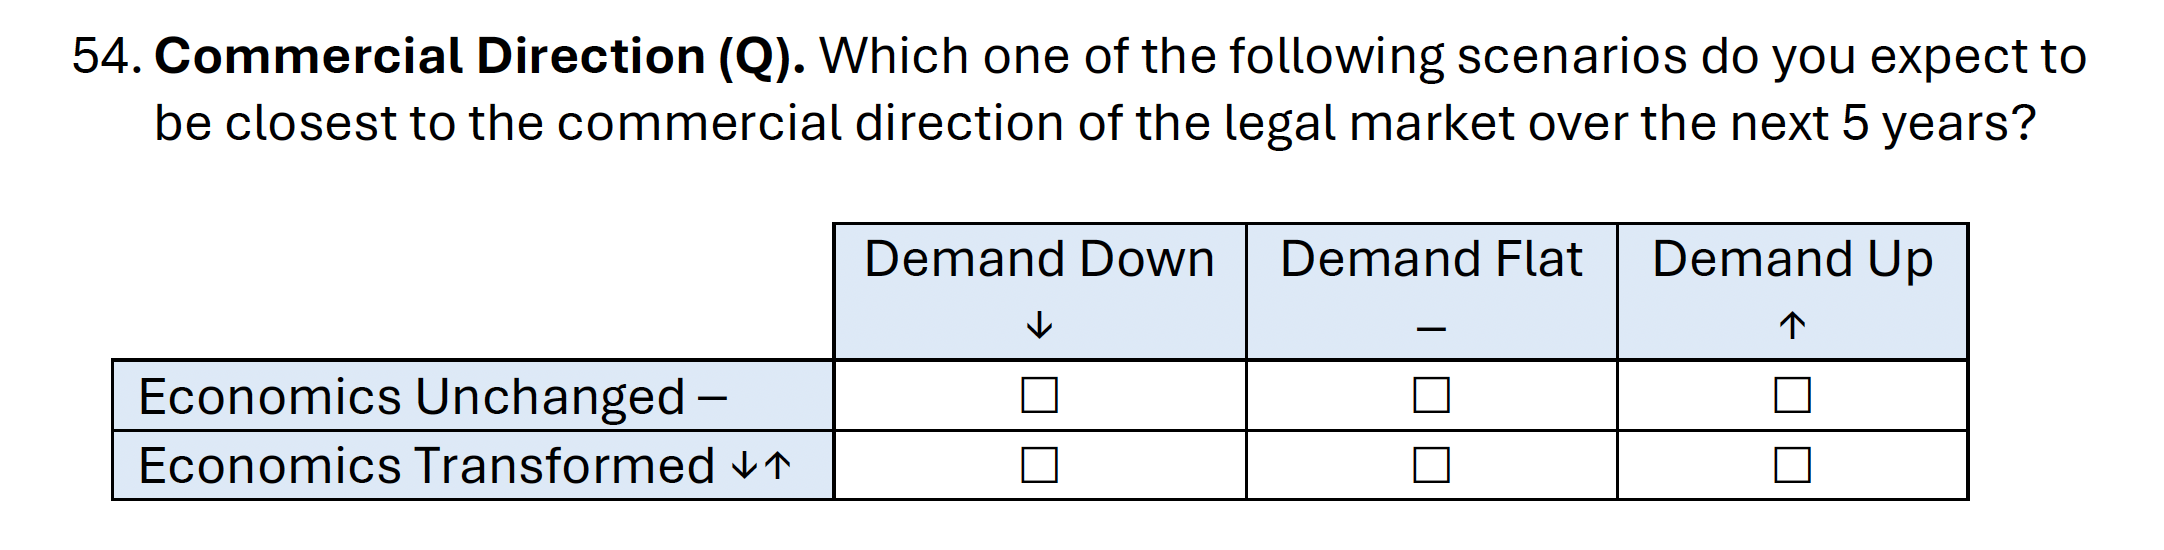 54. Commercial Direction (Q). Which one of the following scenarios do you expect to
be closest to the commercial direction of the legal market over the next 5 years?
Demand Down Demand Flat Demand Up
↓ – ↑
Economics Unchanged – ☐ ☐ ☐
Economics Transformed ↓↑ ☐ ☐ ☐